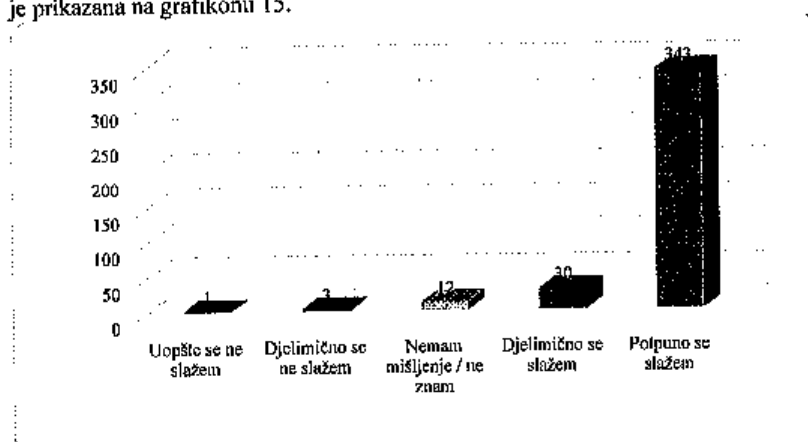 je prikazana na grafikonu 15.
343
350
300
250
200
150
100
50
0
1
3
12
30
Uopšte se ne slažem
Djelimično se ne slažem
Nemam mišljenje / ne znam
Djelimično se slažem
Potpuno se slažem